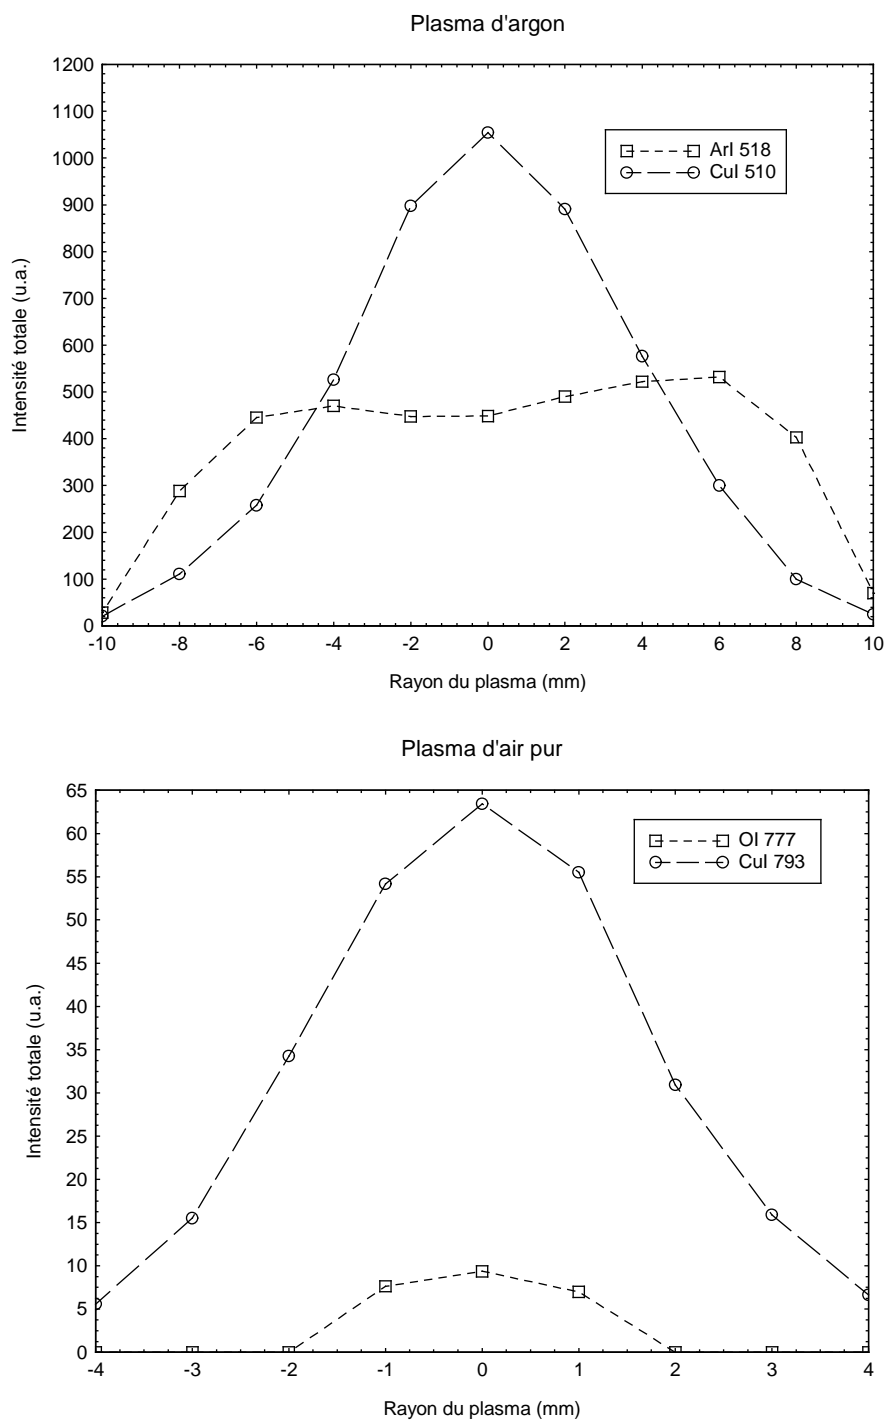 Plasma d'argon
1200
1100
1000
900
800
700
600
500
400
300
200
100
0
Intensité totale (u.a.)
ArI 518
CuI 510
-10 -8 -6 -4 -2 0 2 4 6 8 10
Rayon du plasma (mm)
Plasma d'air pur
65
60
55
50
45
40
35
30
25
20
15
10
5
0
Intensité totale (u.a.)
OI 777
CuI 793
-4 -3 -2 -1 0 1 2 3 4
Rayon du plasma (mm)